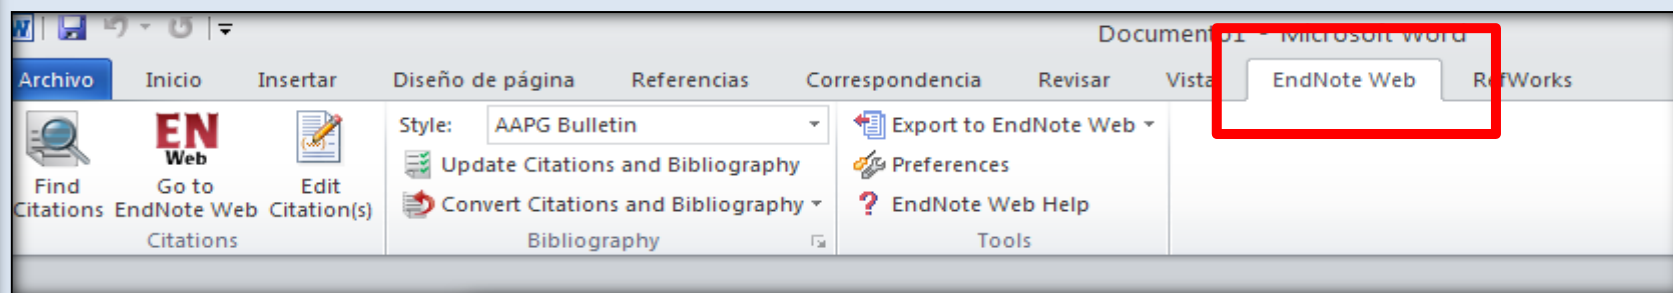 Documento1 - Microsoft Word
Archivo Inicio Insertar Diseño de página Referencias Correspondencia Revisar Vista EndNote Web RefWorks
EN
Web
Find
Citations
Go to
EndNote Web
Edit
Citation(s)
Citations
Style: AAPG Bulletin
Update Citations and Bibliography
Convert Citations and Bibliography
Bibliography
Export to EndNote Web
Preferences
? EndNote Web Help
Tools